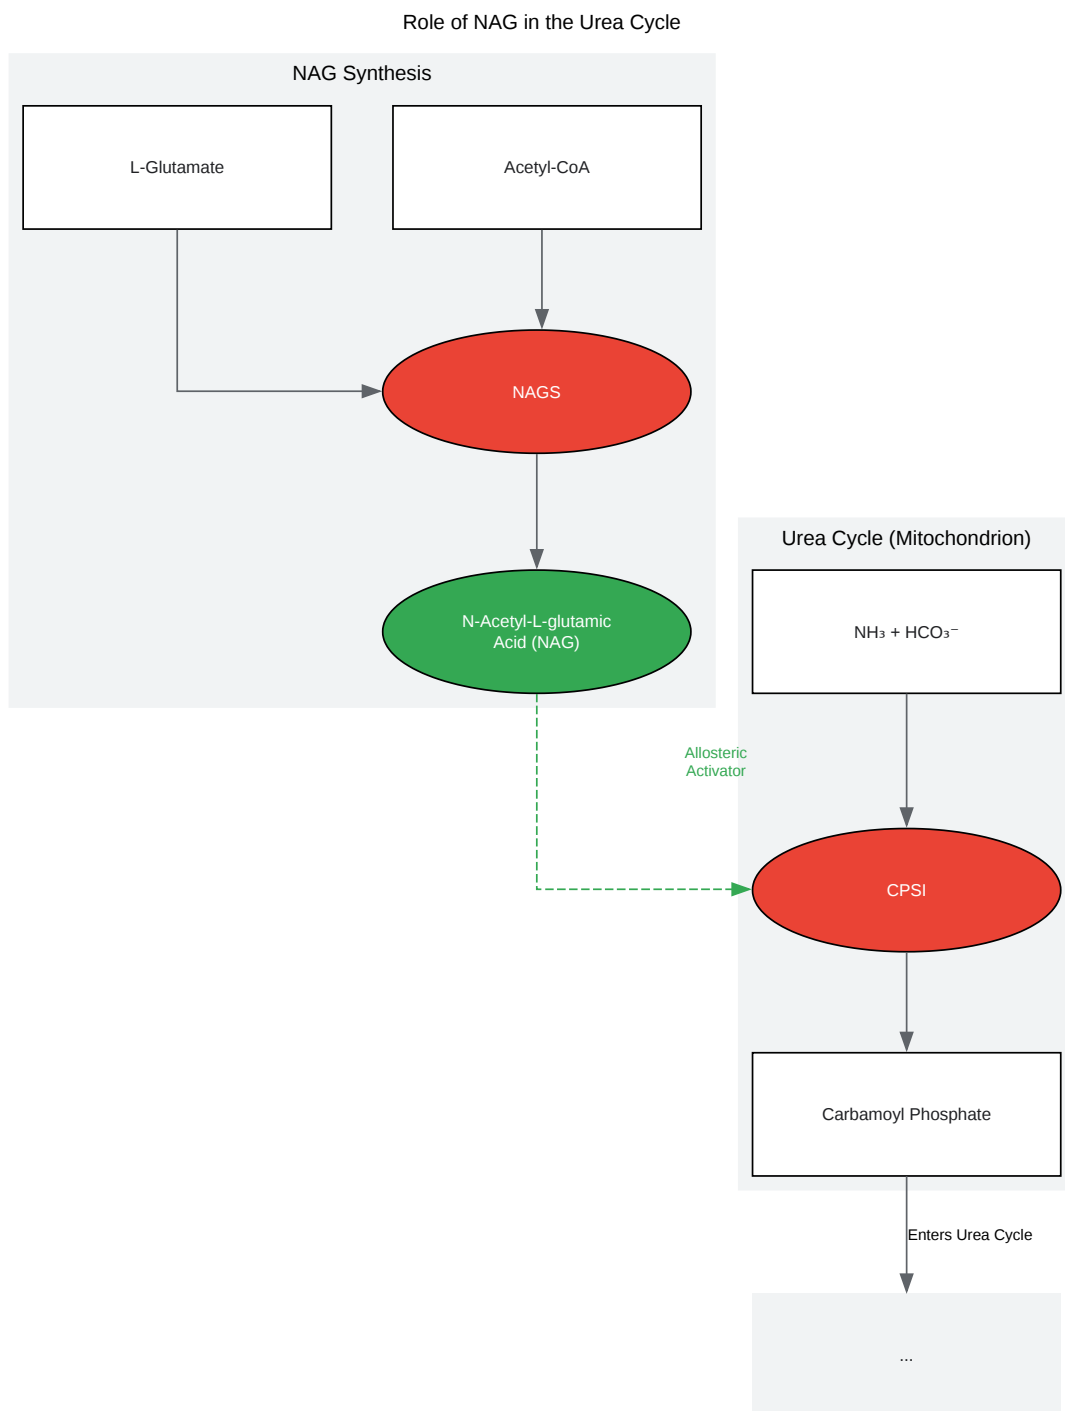 Role of NAG in the Urea Cycle
NAG Synthesis
L-Glutamate
Acetyl-CoA
NAGS
N-Acetyl-L-glutamic
Acid (NAG)
Urea Cycle (Mitochondrion)
NH₃ + HCO₃⁻
Allosteric
Activator
CPSI
Carbamoyl Phosphate
Enters Urea Cycle
...